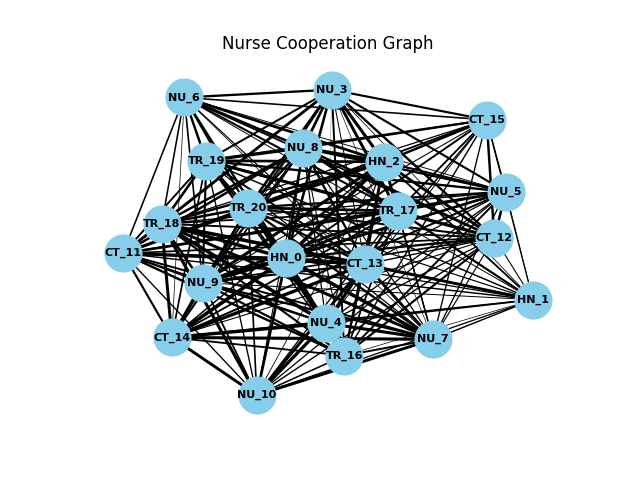 Nurse Cooperation Graph
NU_3
NU_6
CT_15
NU_8
TR_19
HN_2
NU_5
TR_20
TR_17
TR_18
CT_12
CT_11
HN_0
CT_13
NU_9
HN_1
NU_4
CT_14
NU_7
TR_16
NU_10